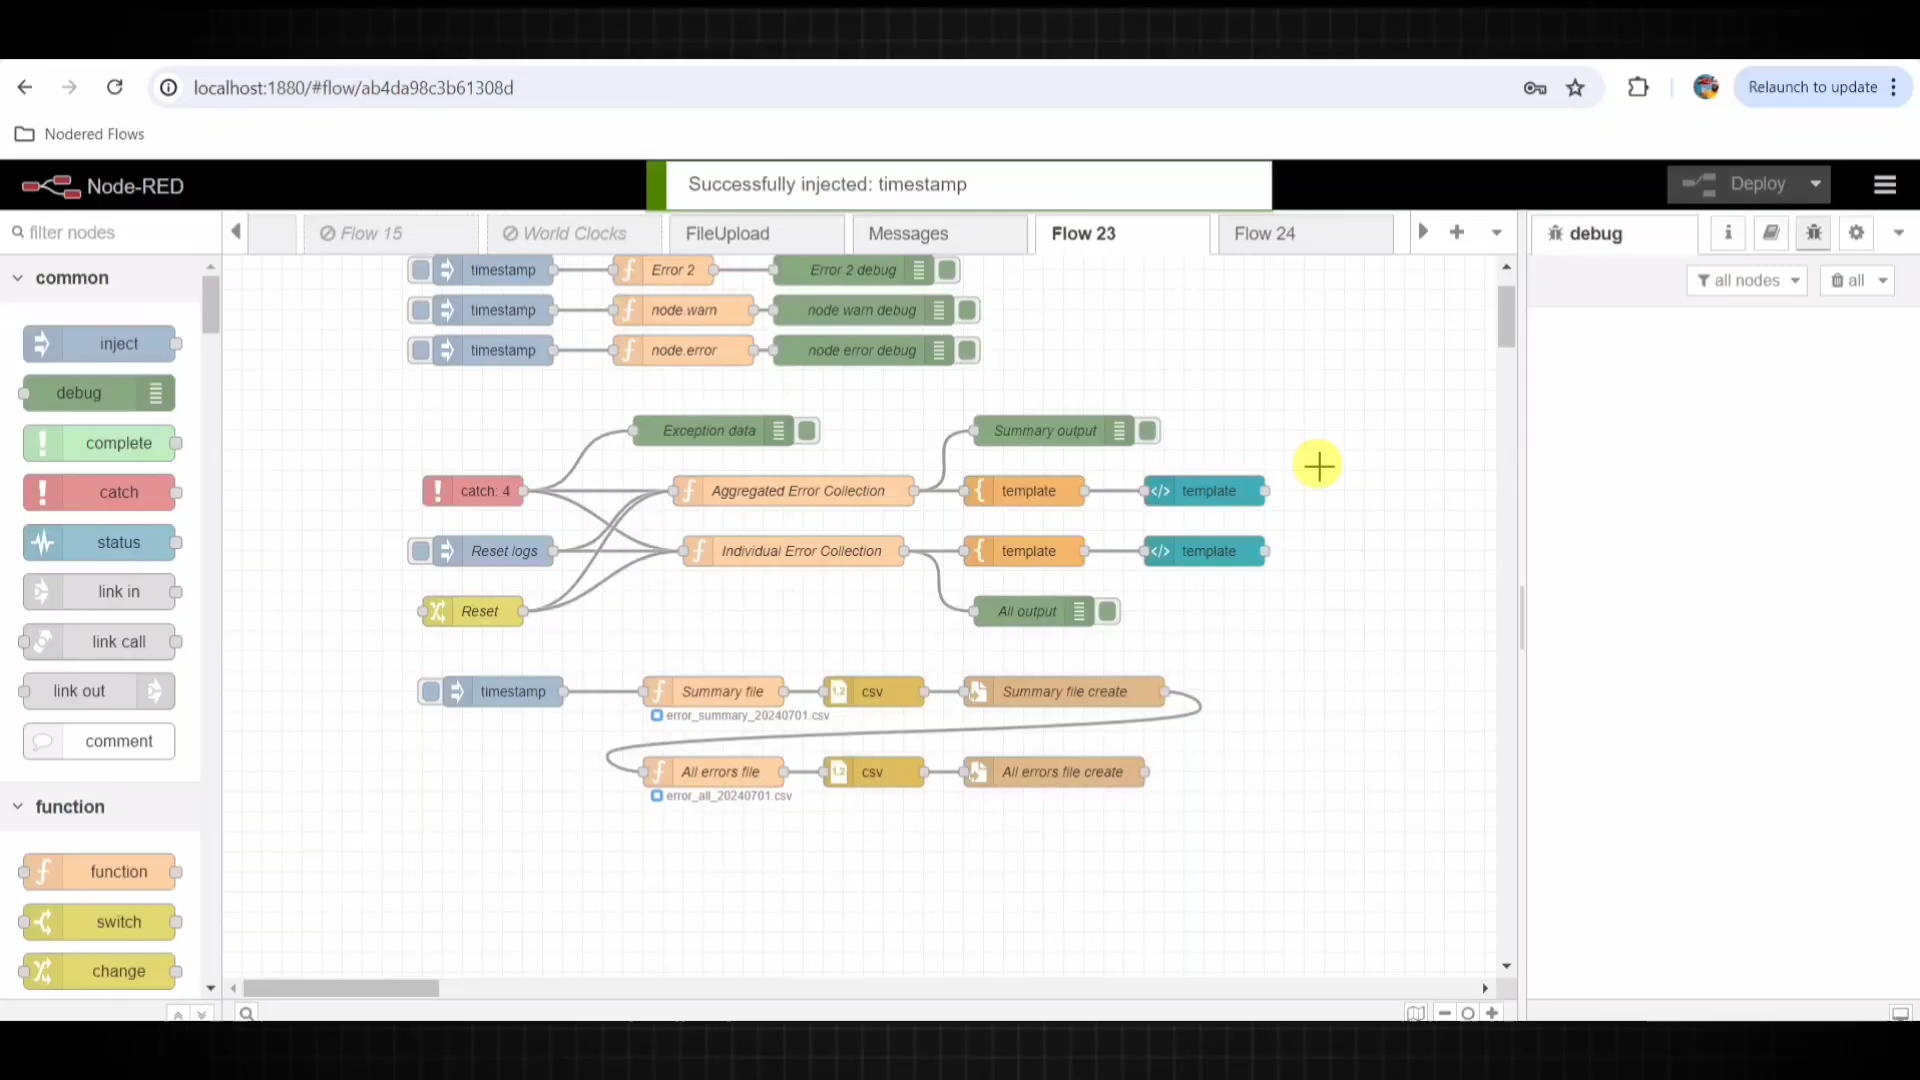 localhost:1880/#flow/ab4da98c3b61308d
Relaunch to update
Nodered Flows
Node-RED
Successfully injected: timestamp
Deploy
filter nodes
Flow 15
World Clocks
FileUpload
Messages
Flow 23
Flow 24
debug
i
all nodes
all
common
inject
debug
complete
catch
status
link in
link call
link out
comment
function
function
switch
change
timestamp
Error 2
Error 2 debug
timestamp
node.warn
node warn debug
timestamp
node.error
node error debug
Exception data
Summary output
catch: 4
Aggregated Error Collection
template
template
Reset logs
Individual Error Collection
template
template
Reset
All output
timestamp
Summary file
csv
Summary file create
error_summary_20240701.csv
All errors file
csv
All errors file create
error_all_20240701.csv